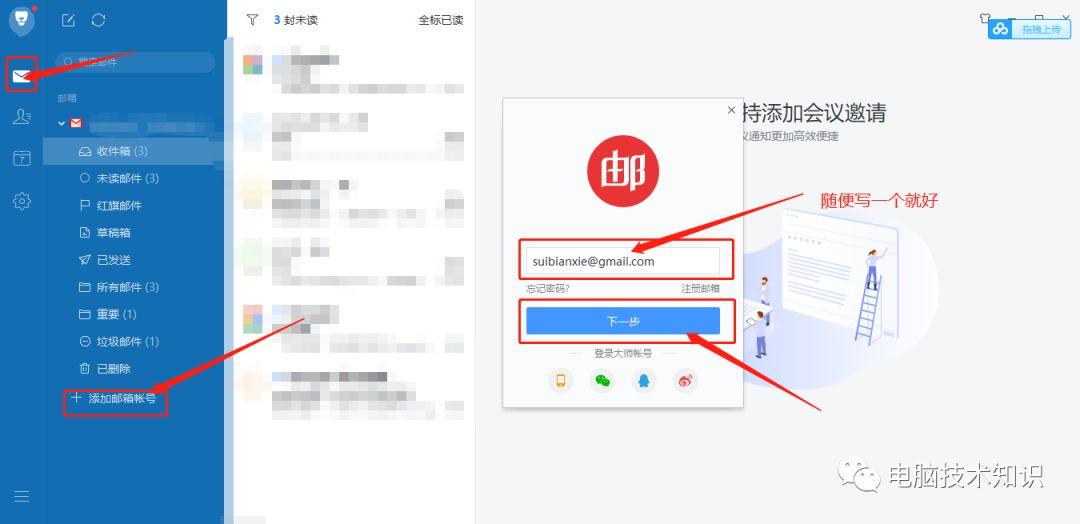 3 封未读
全标已读
拖拽上传
搜索邮件
邮箱
收件箱 (3)
未读邮件 (3)
红旗邮件
草稿箱
已发送
所有邮件 (3)
重要 (1)
垃圾邮件 (1)
已删除
添加邮箱帐号
7
持添加会议邀请
议通知更加高效便捷
邮
随便写一个就好
suibianxie@gmail.com
忘记密码?
注册邮箱
下一步
登录大师帐号
电脑技术知识